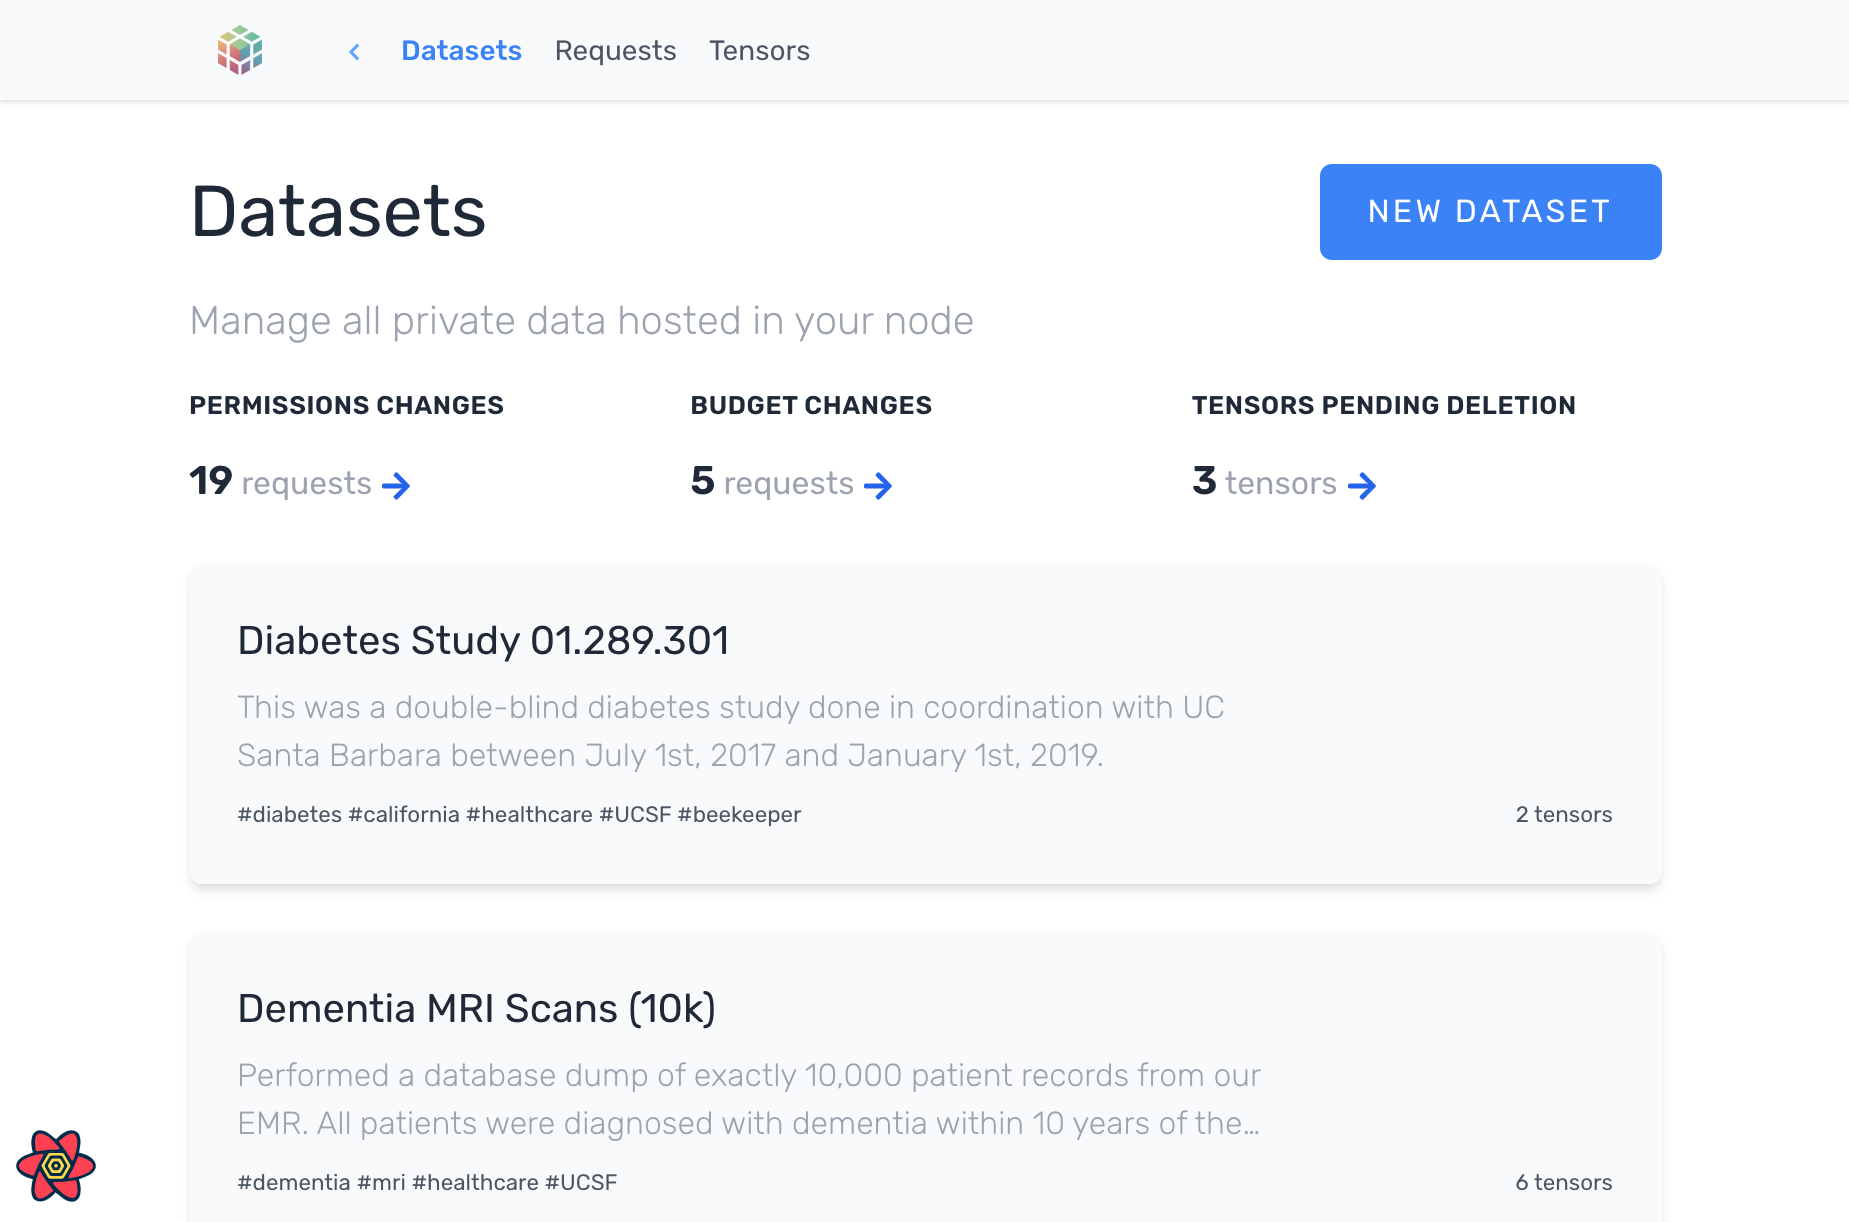 Datasets Requests Tensors
Datasets
NEW DATASET
Manage all private data hosted in your node
PERMISSIONS CHANGES
19 requests
BUDGET CHANGES
5 requests
TENSORS PENDING DELETION
3 tensors
Diabetes Study 01.289.301
This was a double-blind diabetes study done in coordination with UC
Santa Barbara between July 1st, 2017 and January 1st, 2019.
#diabetes #california #healthcare #UCSF #beekeeper
2 tensors
Dementia MRI Scans (10k)
Performed a database dump of exactly 10,000 patient records from our
EMR. All patients were diagnosed with dementia within 10 years of the…
#dementia #mri #healthcare #UCSF
6 tensors